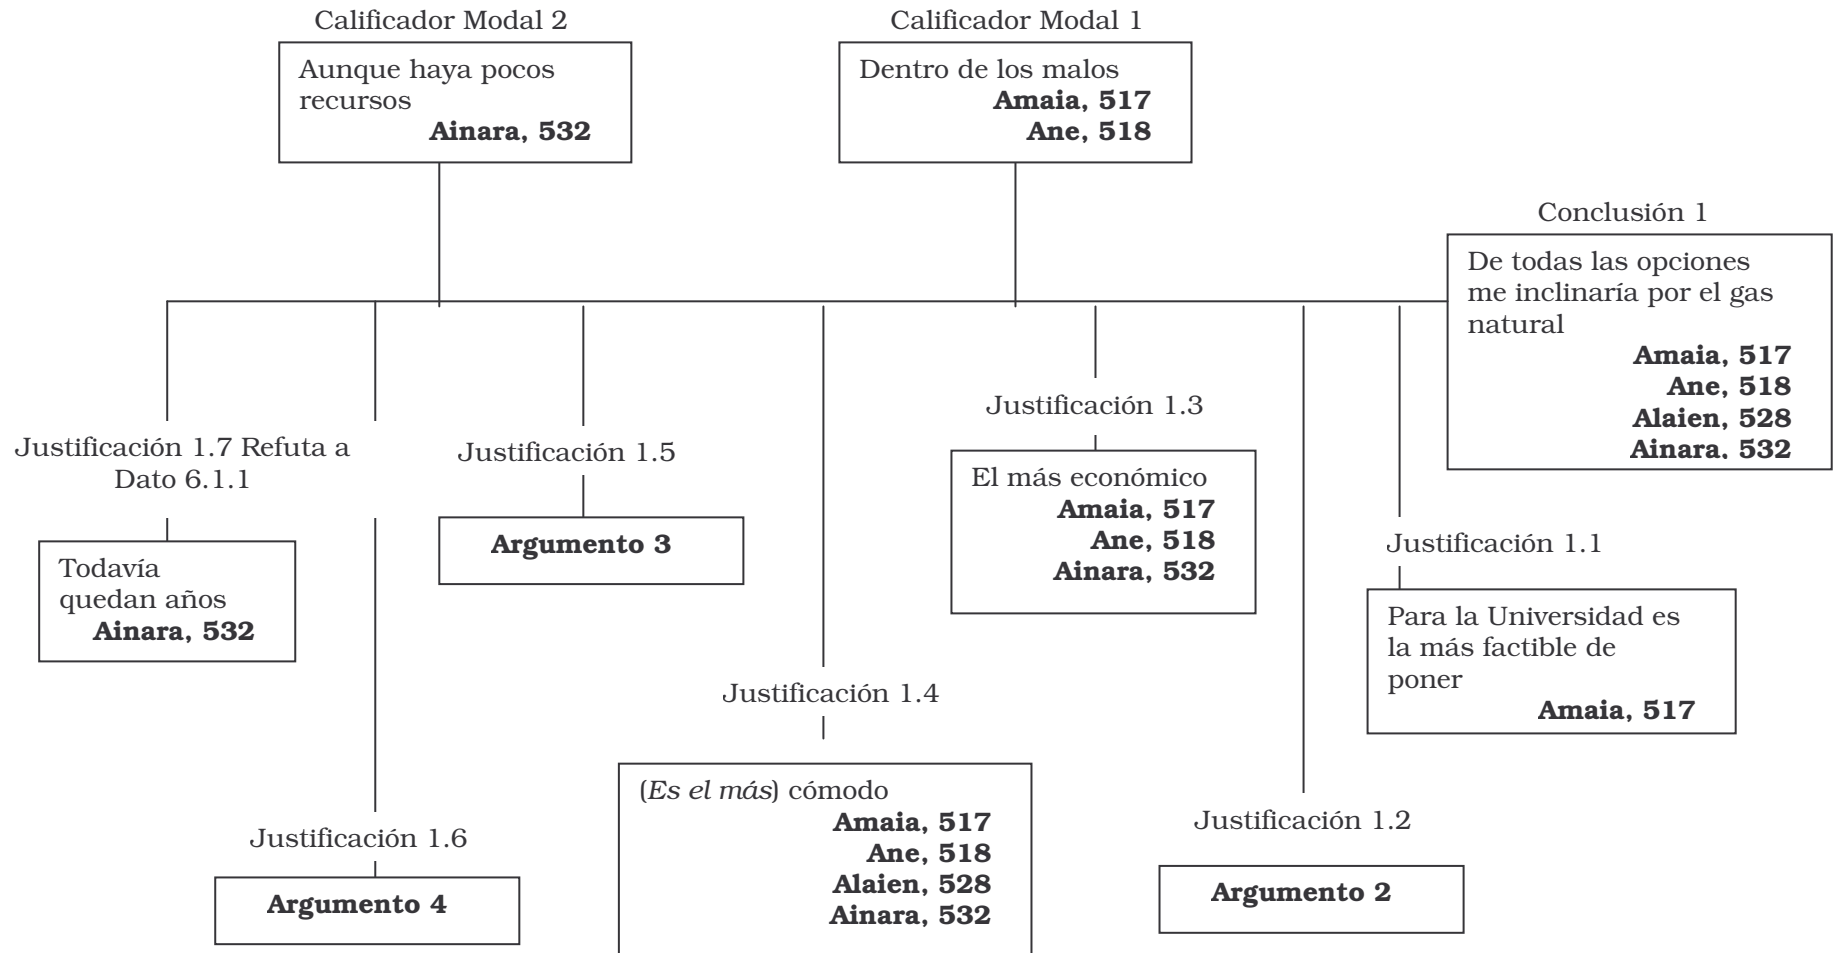 Calificador Modal 2
Aunque haya pocos
recursos
Ainara, 532
Calificador Modal 1
Dentro de los malos
Amaia, 517
Ane, 518
Conclusión 1
De todas las opciones
me inclinaría por el gas
natural
Amaia, 517
Ane, 518
Alaien, 528
Ainara. 532
Justificación 1.7 Refuta a
Dato 6.1.1
Todavía
quedan años
Ainara, 532
Justificación 1.6
Argumento 4
Justificación 1.5
Argumento 3
Justificación 1.4
(Es el más) cómodo
Amaia, 517
Ane, 518
Alaien, 528
Ainara, 532
Justificación 1.3
El más económico
Amaia, 517
Ane, 518
Ainara, 532
Justificación 1.2
Argumento 2
Justificación 1.1
Para la Universidad es
la más factible de
poner
Amaia, 517